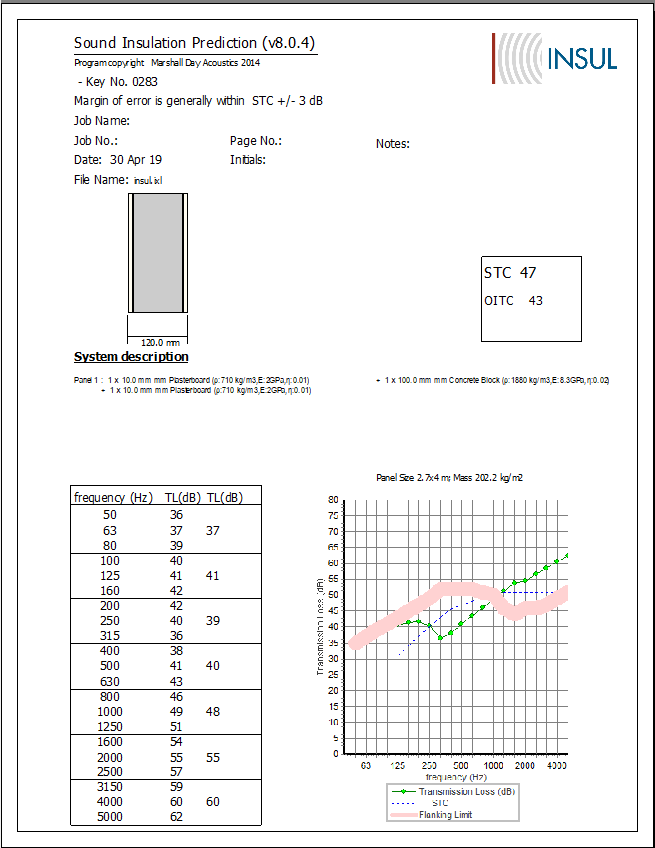 Sound Insulation Prediction (v8.0.4)
INSUL
Program copyright Marshall Day Acoustics 2014
- Key No. 0283
Margin of error is generally within STC +/- 3 dB
Job Name:
Job No.: Page No.: Notes:
Date: 30 Apr 19 Initials:
File Name: insul.ixl
STC 47
OITC 43
120.0 mm
System description
Panel 1 : 1 x 10.0 mm mm Plasterboard (ρ:710 kg/m3,E:2GPa,η:0.01) + 1 x 100.0 mm mm Concrete Block (ρ:1880 kg/m3,E:8.3GPa,η:0.02)
+ 1 x 10.0 mm mm Plasterboard (ρ:710 kg/m3,E:2GPa,η:0.01)
frequency (Hz) TL(dB) TL(dB)
50 36
63 37 37
80 39
100 40
125 41 41
160 42
200 42
250 40 39
315 36
400 38
500 41 40
630 43
800 46
1000 49 48
1250 51
1600 54
2000 55 55
2500 57
3150 59
4000 60 60
5000 62
Panel Size 2.7x4 m; Mass 202.2 kg/m2
80
75
70
65
60
55
50
45
40
35
30
25
20
15
10
5
0
Transmission Loss (dB)
63 125 250 500 1000 2000 4000
frequency (Hz)
Transmission Loss (dB)
STC
Flanking Limit